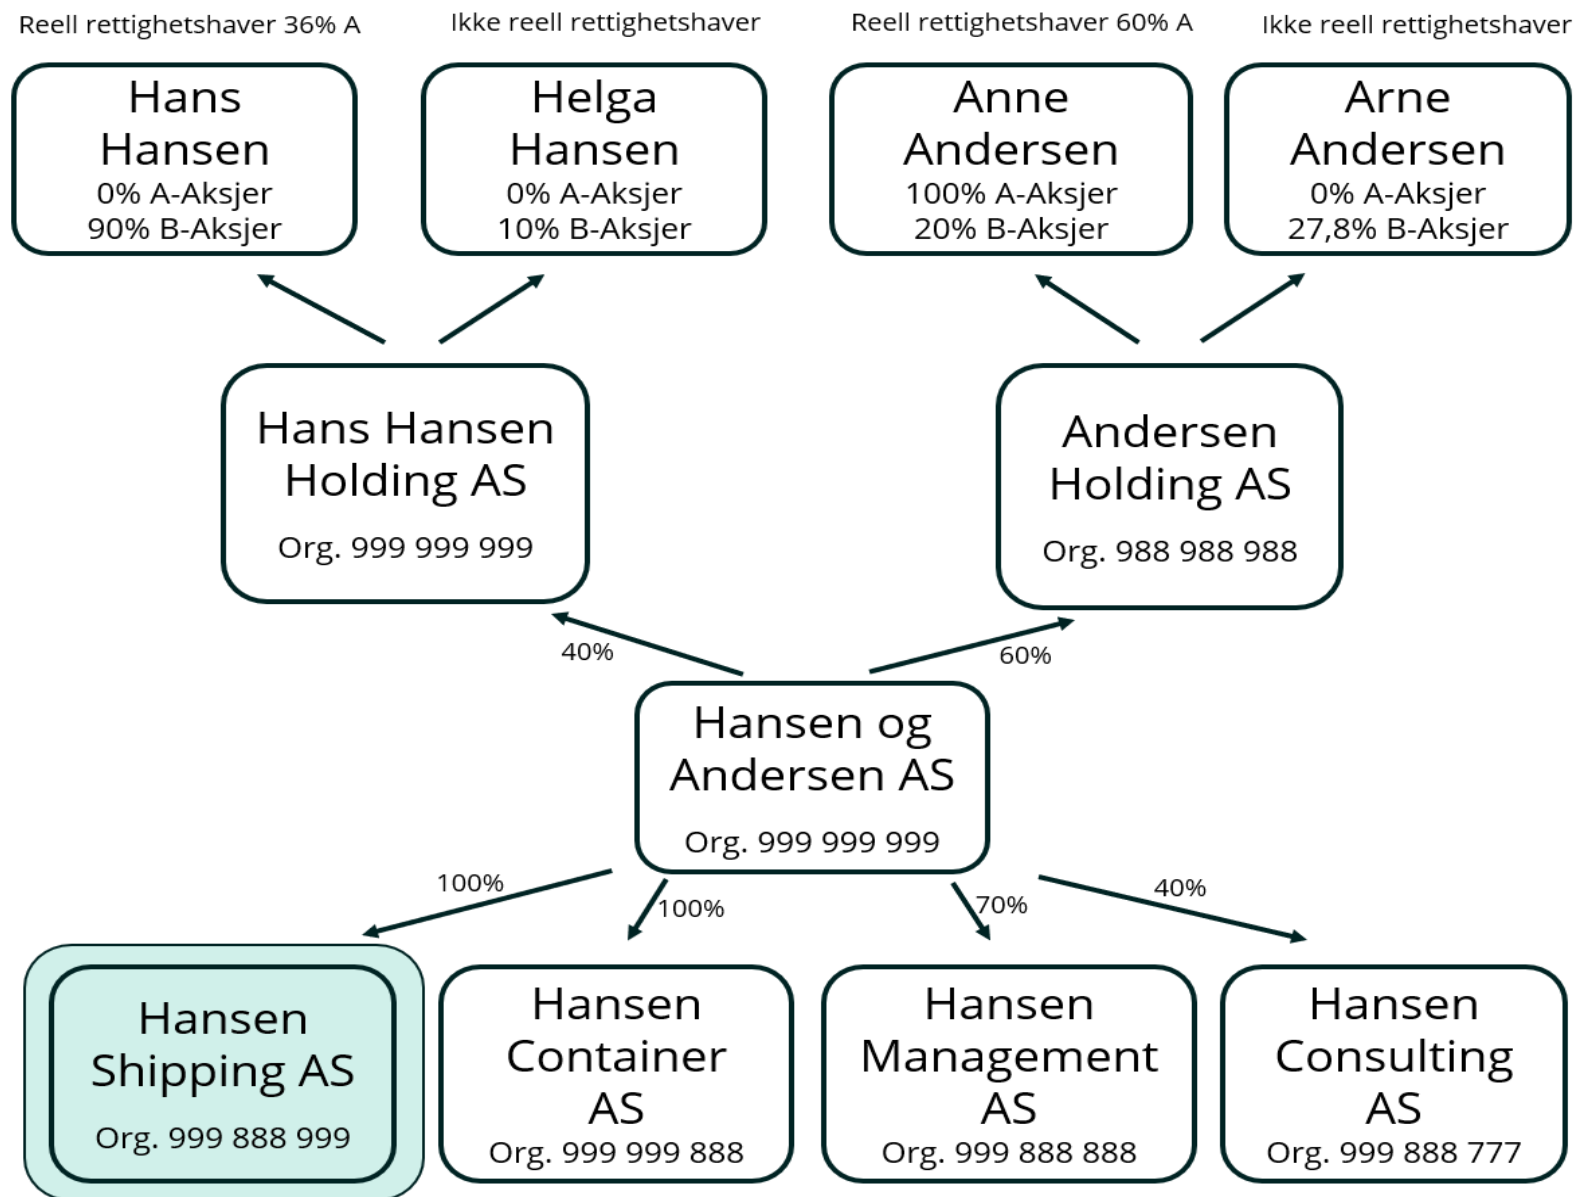 Reell rettighetshaver 36% A
Ikke reell rettighetshaver
Reell rettighetshaver 60% A
Ikke reell rettighetshaver
Hans
Hansen
0% A-Aksjer
90% B-Aksjer
Helga
Hansen
0% A-Aksjer
10% B-Aksjer
Anne
Andersen
100% A-Aksjer
20% B-Aksjer
Arne
Andersen
0% A-Aksjer
27,8% B-Aksjer
Hans Hansen
Holding AS
Org. 999 999 999
Andersen
Holding AS
Org. 988 988 988
40%
60%
Hansen og
Andersen AS
Org. 999 999 999
100%
100%
70%
40%
Hansen
Shipping AS
Org. 999 888 999
Hansen
Container
AS
Org. 999 999 888
Hansen
Management
AS
Org. 999 888 888
Hansen
Consulting
AS
Org. 999 888 777